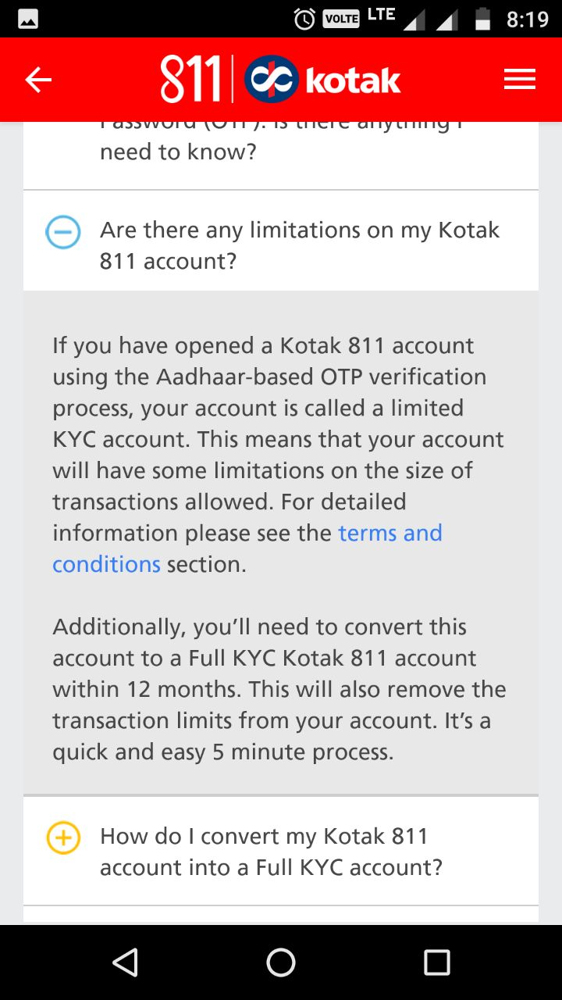 VOLTE LTE 8:19
811 kotak
Password (OTP). Is there anything I
need to know?
Are there any limitations on my Kotak
811 account?
If you have opened a Kotak 811 account
using the Aadhaar-based OTP verification
process, your account is called a limited
KYC account. This means that your account
will have some limitations on the size of
transactions allowed. For detailed
information please see the terms and
conditions section.
Additionally, you’ll need to convert this
account to a Full KYC Kotak 811 account
within 12 months. This will also remove the
transaction limits from your account. It’s a
quick and easy 5 minute process.
How do I convert my Kotak 811
account into a Full KYC account?